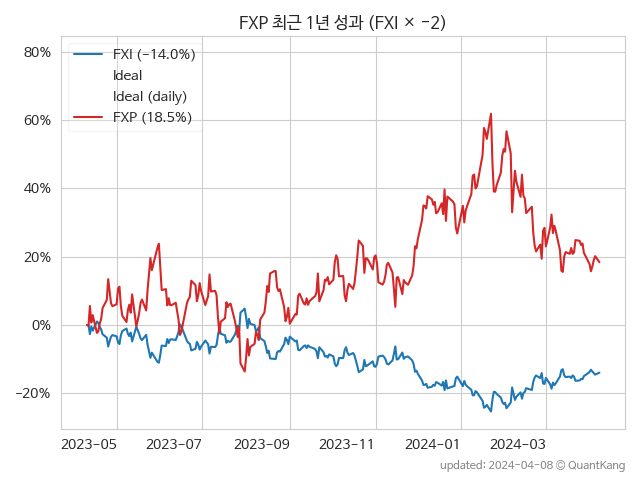 FXP 최근 1년 성과 (FXI × −2)
80%
60%
40%
20%
0%
−20%
FXI (−14.0%)
Ideal
Ideal (daily)
FXP (18.5%)
2023−05
2023−07
2023−09
2023−11
2024−01
2024−03
updated: 2024−04−08 © QuantKang